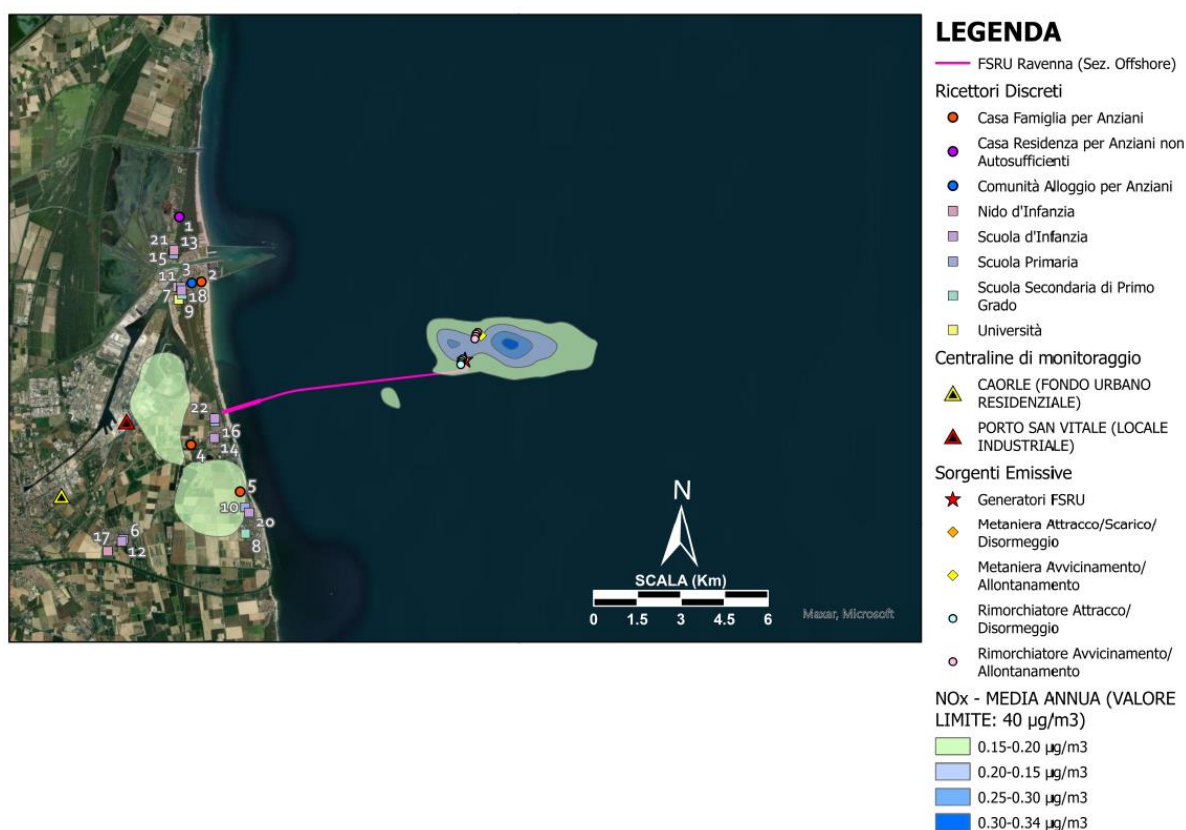 LEGENDA
FSRU Ravenna (Sez. Offshore)
Ricettori Discreti
Casa Famiglia per Anziani
Casa Residenza per Anziani non
Autosufficienti
Comunità Alloggio per Anziani
Nido d'Infanzia
Scuola d'Infanzia
Scuola Primaria
Scuola Secondaria di Primo
Grado
Università
Centraline di monitoraggio
CAORLE (FONDO URBANO
RESIDENZIALE)
PORTO SAN VITALE (LOCALE
INDUSTRIALE)
Sorgenti Emissive
Generatori FSRU
Metaniera Attracco/Scarico/
Disormeggio
Metaniera Avvicinamento/
Allontanamento
Rimorchiatore Attracco/
Disormeggio
Rimorchiatore Avvicinamento/
Allontanamento
NOx - MEDIA ANNUA (VALORE
LIMITE: 40 µg/m3)
0.15-0.20 µg/m3
0.20-0.15 µg/m3
0.25-0.30 µg/m3
0.30-0.34 µg/m3
1
21 13
15
3 2
11
7 18
9
22
16
14
4
5
10
20
8
6
17
12
N
SCALA (Km)
0 1.5 3 4.5 6
Maxar, Microsoft